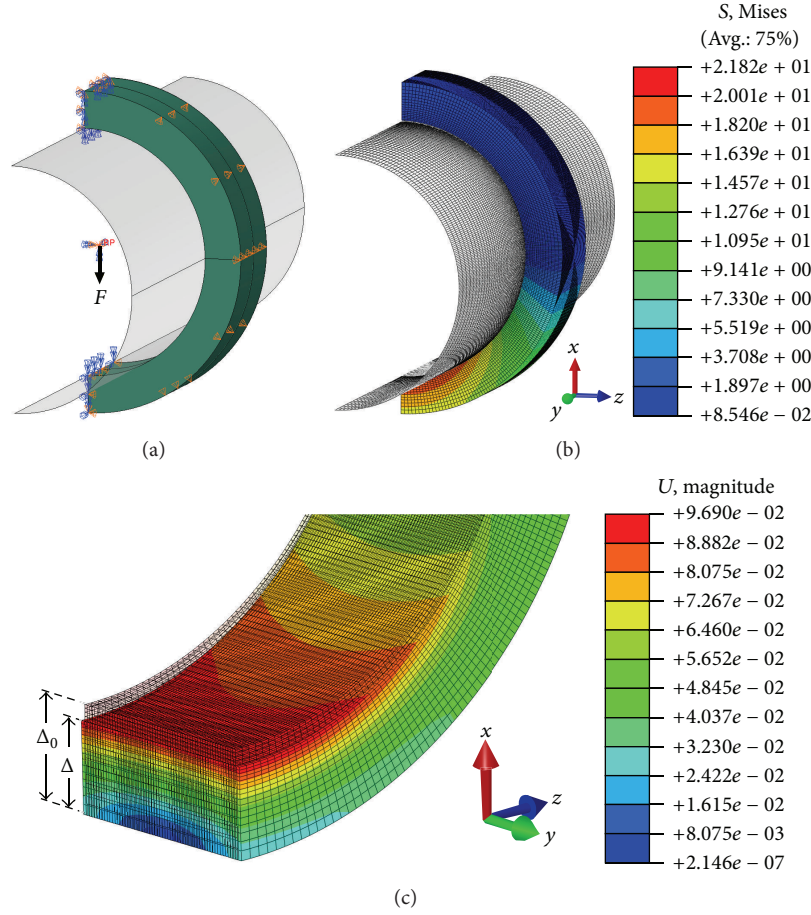 S, Mises
(Avg.: 75%)
+2.182e + 01
+2.001e + 01
+1.820e + 01
+1.639e + 01
+1.457e + 01
+1.276e + 01
+1.095e + 01
+9.141e + 00
+7.330e + 00
+5.519e + 00
+3.708e + 00
+1.897e + 00
+8.546e − 02
RP
F
x
y
z
(a)
(b)
U, magnitude
+9.690e − 02
+8.882e − 02
+8.075e − 02
+7.267e − 02
+6.460e − 02
+5.652e − 02
+4.845e − 02
+4.037e − 02
+3.230e − 02
+2.422e − 02
+1.615e − 02
+8.075e − 03
+2.146e − 07
Δ0
Δ
x
z
y
(c)